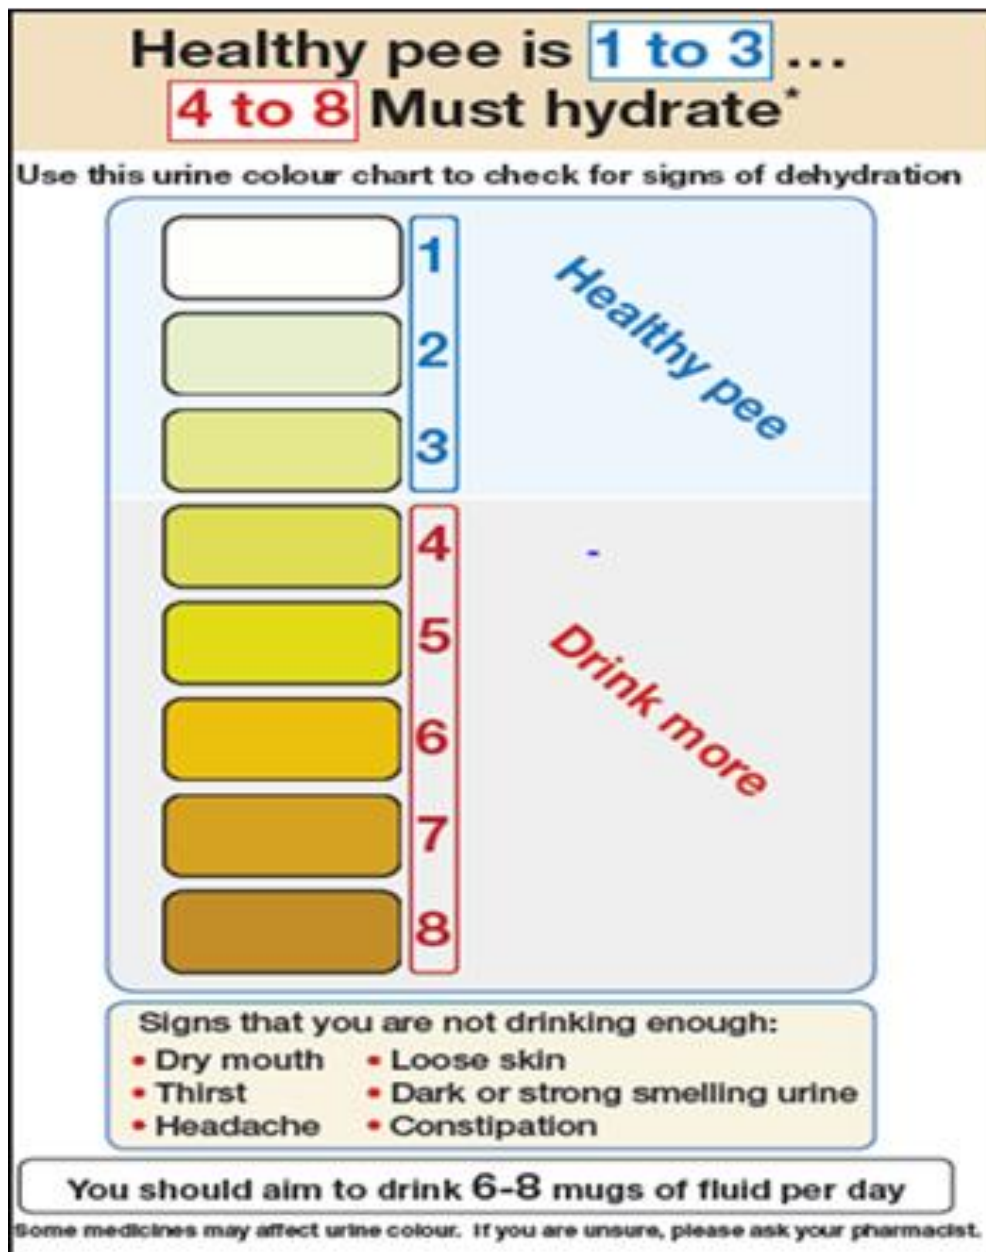 Healthy pee is 1 to 3 ...
4 to 8 Must hydrate*
Use this urine colour chart to check for signs of dehydration
1
2
3
Healthy pee
4
5
6
7
8
Drink more
Signs that you are not drinking enough:
• Dry mouth • Loose skin
• Thirst • Dark or strong smelling urine
• Headache • Constipation
You should aim to drink 6-8 mugs of fluid per day
Some medicines may affect urine colour. If you are unsure, please ask your pharmacist.